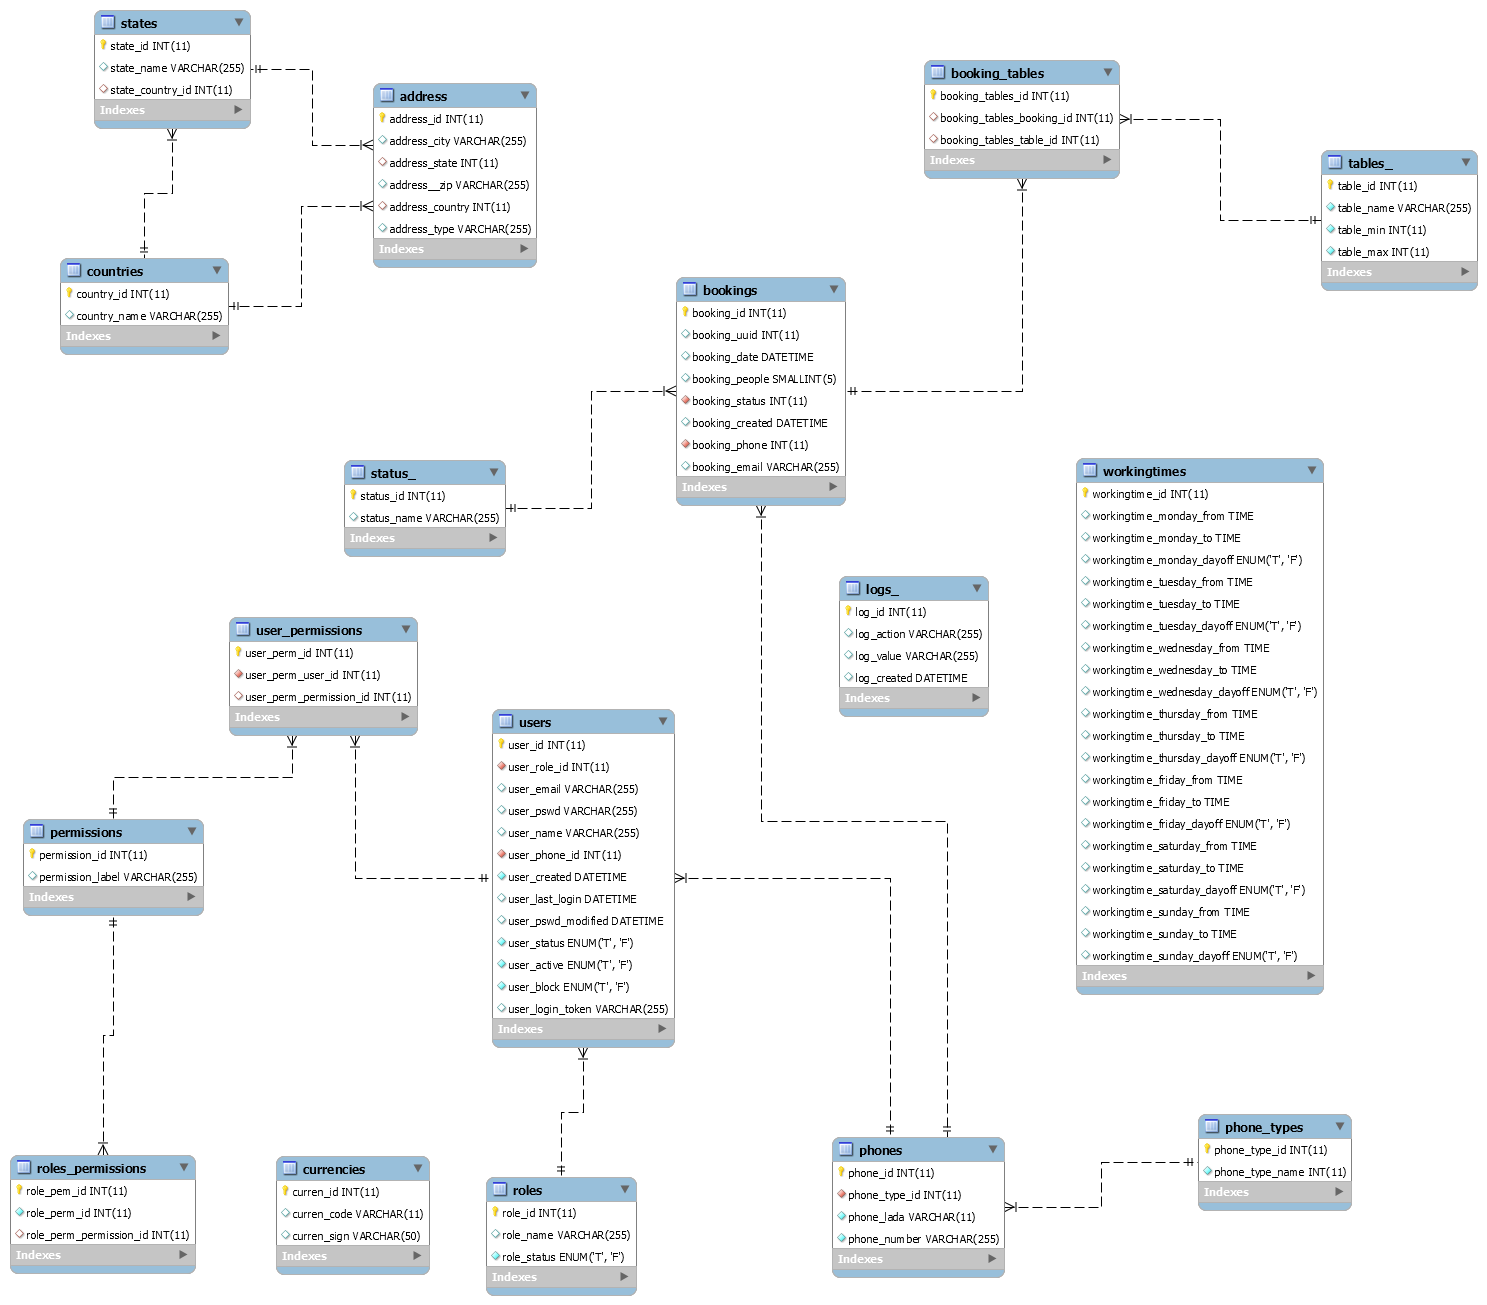 states
state_id INT(11)
state_name VARCHAR(255)
state_country_id INT(11)
Indexes
address
address_id INT(11)
address_city VARCHAR(255)
address_state INT(11)
address__zip VARCHAR(255)
address_country INT(11)
address_type VARCHAR(255)
Indexes
countries
country_id INT(11)
country_name VARCHAR(255)
Indexes
booking_tables
booking_tables_id INT(11)
booking_tables_booking_id INT(11)
booking_tables_table_id INT(11)
Indexes
tables_
table_id INT(11)
table_name VARCHAR(255)
table_min INT(11)
table_max INT(11)
Indexes
bookings
booking_id INT(11)
booking_uuid INT(11)
booking_date DATETIME
booking_people SMALLINT(5)
booking_status INT(11)
booking_created DATETIME
booking_phone INT(11)
booking_email VARCHAR(255)
Indexes
status_
status_id INT(11)
status_name VARCHAR(255)
Indexes
workingtimes
workingtime_id INT(11)
workingtime_monday_from TIME
workingtime_monday_to TIME
workingtime_monday_dayoff ENUM('T', 'F')
workingtime_tuesday_from TIME
workingtime_tuesday_to TIME
workingtime_tuesday_dayoff ENUM('T', 'F')
workingtime_wednesday_from TIME
workingtime_wednesday_to TIME
workingtime_wednesday_dayoff ENUM('T', 'F')
workingtime_thursday_from TIME
workingtime_thursday_to TIME
workingtime_thursday_dayoff ENUM('T', 'F')
workingtime_friday_from TIME
workingtime_friday_to TIME
workingtime_friday_dayoff ENUM('T', 'F')
workingtime_saturday_from TIME
workingtime_saturday_to TIME
workingtime_saturday_dayoff ENUM('T', 'F')
workingtime_sunday_from TIME
workingtime_sunday_to TIME
workingtime_sunday_dayoff ENUM('T', 'F')
Indexes
logs_
log_id INT(11)
log_action VARCHAR(255)
log_value VARCHAR(255)
log_created DATETIME
Indexes
user_permissions
user_perm_id INT(11)
user_perm_user_id INT(11)
user_perm_permission_id INT(11)
Indexes
users
user_id INT(11)
user_role_id INT(11)
user_email VARCHAR(255)
user_pswd VARCHAR(255)
user_name VARCHAR(255)
user_phone_id INT(11)
user_created DATETIME
user_last_login DATETIME
user_pswd_modified DATETIME
user_status ENUM('T', 'F')
user_active ENUM('T', 'F')
user_block ENUM('T', 'F')
user_login_token VARCHAR(255)
Indexes
permissions
permission_id INT(11)
permission_label VARCHAR(255)
Indexes
roles_permissions
role_pem_id INT(11)
role_perm_id INT(11)
role_perm_permission_id INT(11)
Indexes
currencies
curren_id INT(11)
curren_code VARCHAR(11)
curren_sign VARCHAR(50)
Indexes
roles
role_id INT(11)
role_name VARCHAR(255)
role_status ENUM('T', 'F')
Indexes
phones
phone_id INT(11)
phone_type_id INT(11)
phone_lada VARCHAR(11)
phone_number VARCHAR(255)
Indexes
phone_types
phone_type_id INT(11)
phone_type_name INT(11)
Indexes